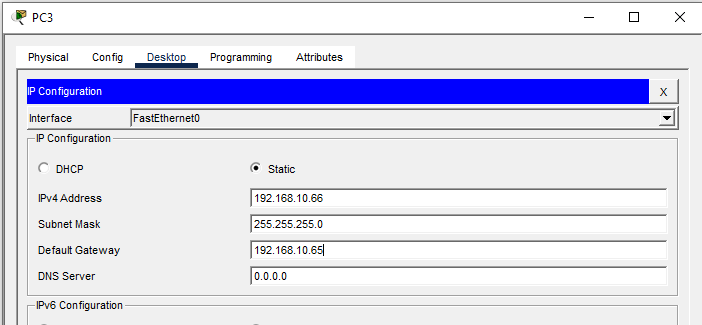 PC3
Physical Config Desktop Programming Attributes
IP Configuration X
Interface FastEthernet0
IP Configuration
DHCP Static
IPv4 Address 192.168.10.66
Subnet Mask 255.255.255.0
Default Gateway 192.168.10.65
DNS Server 0.0.0.0
IPv6 Configuration